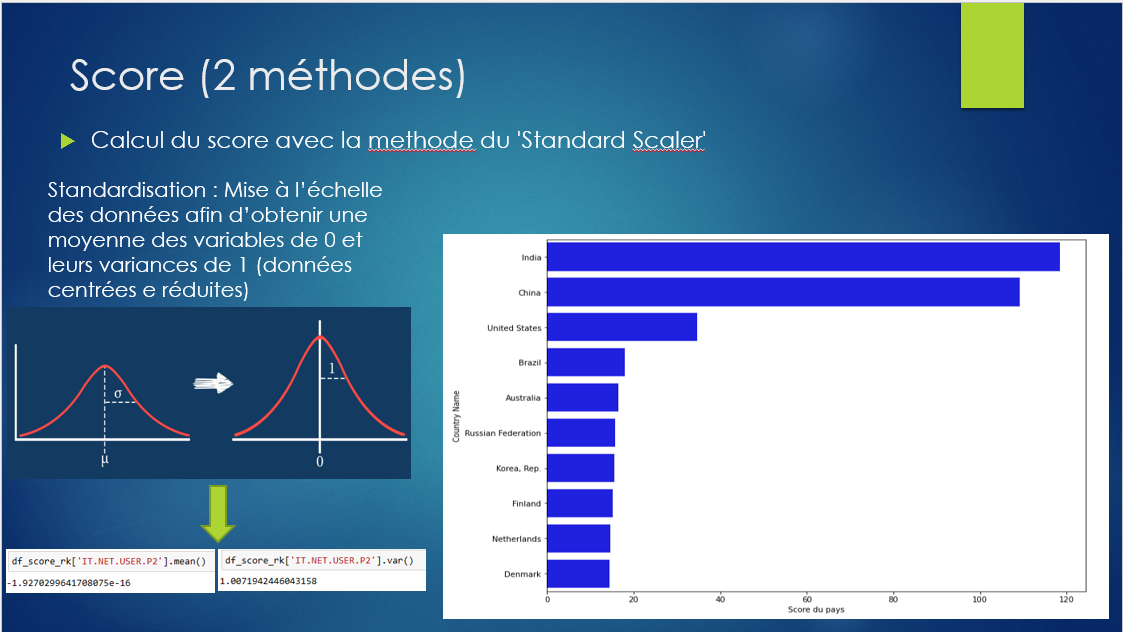 Score (2 méthodes)
Calcul du score avec la methode du 'Standard Scaler'
Standardisation : Mise à l'échelle
des données afin d'obtenir une
moyenne des variables de 0 et
leurs variances de 1 (données
centrées e réduites)
σ
μ
1
0
df_score_rk['IT.NET.USER.P2'].mean()
-1.9270299641708075e-16
df_score_rk['IT.NET.USER.P2'].var()
1.0071942446043158
Country Name
India
China
United States
Brazil
Australia
Russian Federation
Korea, Rep.
Finland
Netherlands
Denmark
0 20 40 60 80 100 120
Score du pays